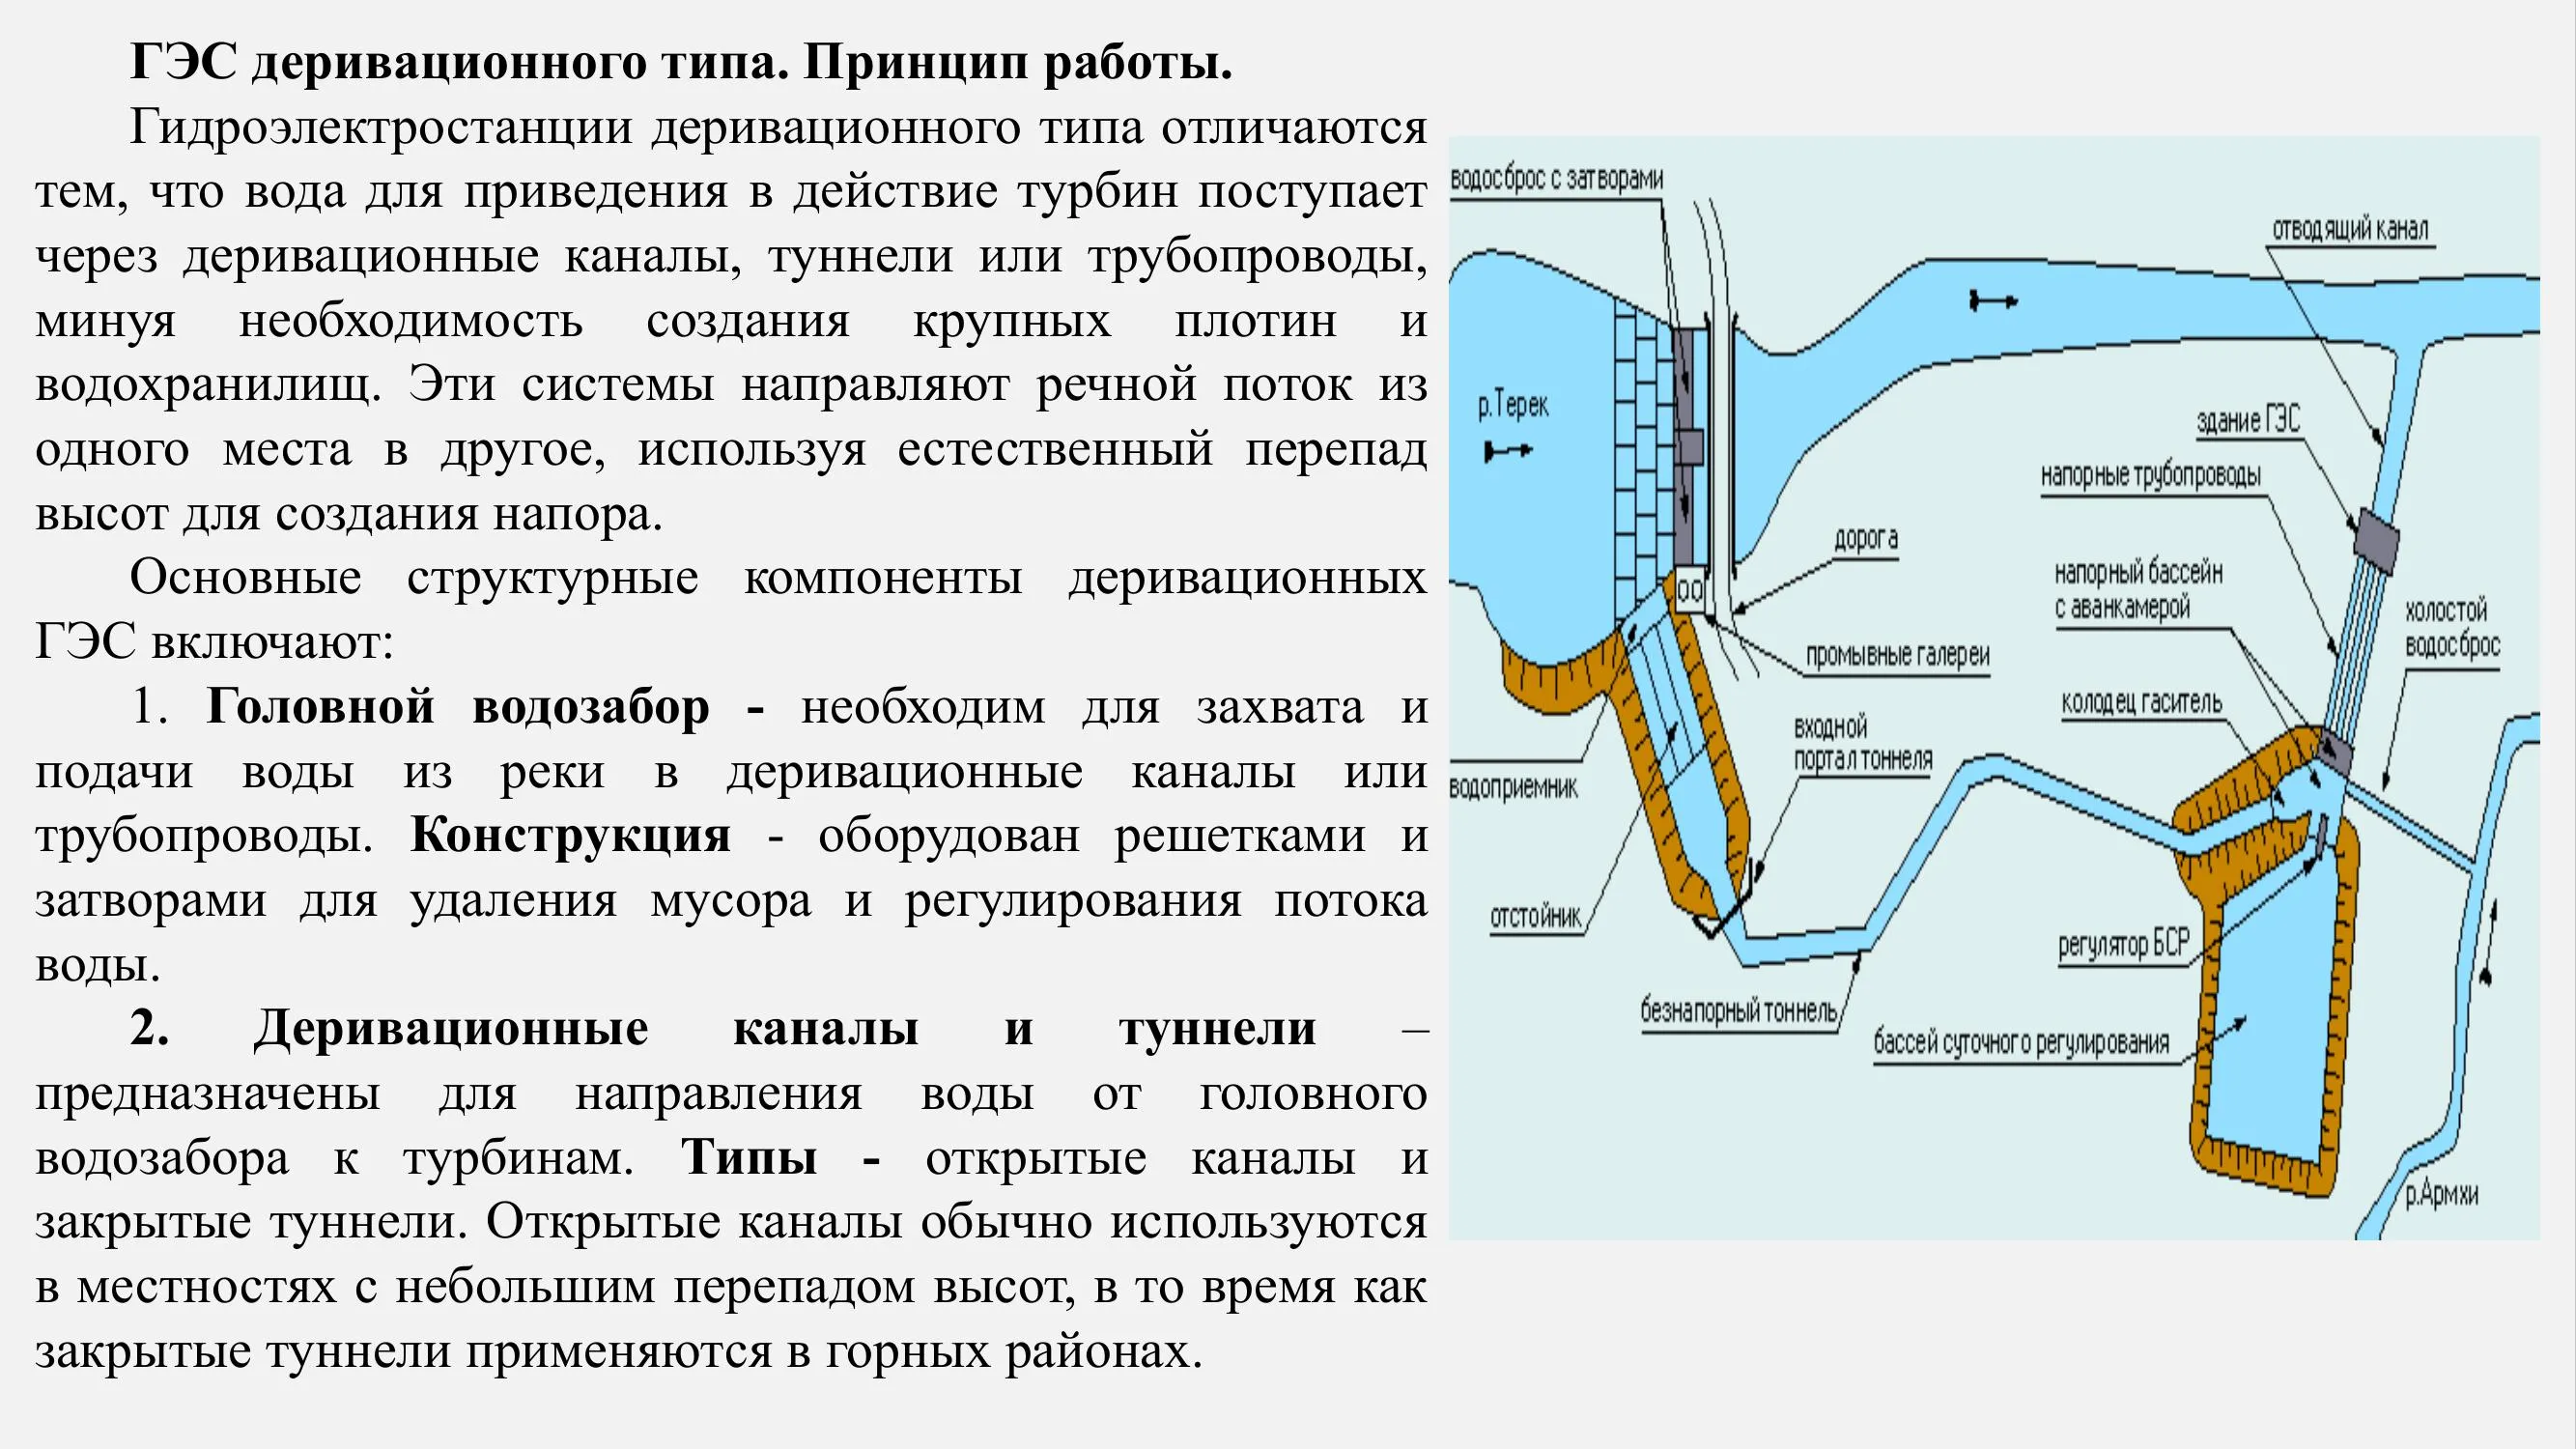 ГЭС деривационного типа. Принцип работы.
Гидроэлектростанции деривационного типа отличаются
тем, что вода для приведения в действие турбин поступает
через деривационные каналы, туннели или трубопроводы,
минуя необходимость создания крупных плотин и
водохранилищ. Эти системы направляют речной поток из
одного места в другое, используя естественный перепад
высот для создания напора.
Основные структурные компоненты деривационных
ГЭС включают:
1. Головной водозабор - необходим для захвата и
подачи воды из реки в деривационные каналы или
трубопроводы. Конструкция - оборудован решетками и
затворами для удаления мусора и регулирования потока
воды.
2. Деривационные каналы и туннели –
предназначены для направления воды от головного
водозабора к турбинам. Типы - открытые каналы и
закрытые туннели. Открытые каналы обычно используются
в местностях с небольшим перепадом высот, в то время как
закрытые туннели применяются в горных районах.
водосброс с затворами
отводящий канал
р.Терек
здание ГЭС
напорные трубопроводы
дорога
напорный бассейн
с аванкамерой
холостой
водосброс
промывные галереи
колодец гаситель
входной
портал тоннеля
водоприемник
отстойник
регулятор БСР
безнапорный тоннель
бассей суточного регулирования
р.Армхи